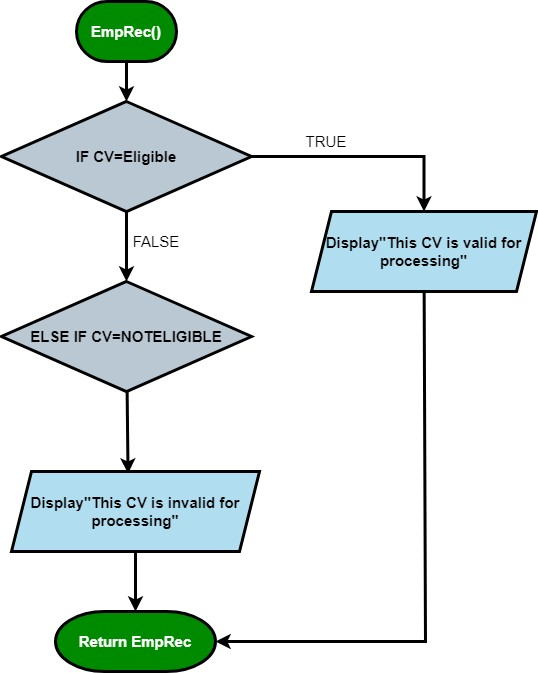 EmpRec()
IF CV=Eligible
TRUE
FALSE
Display"This CV is valid for
processing"
ELSE IF CV=NOTELIGIBLE
Display"This CV is invalid for
processing"
Return EmpRec